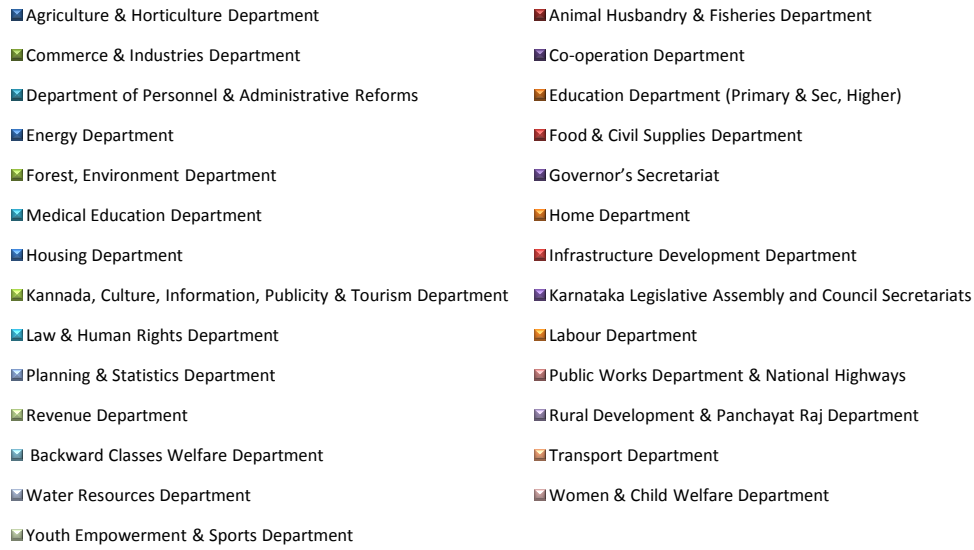 Agriculture & Horticulture Department
Animal Husbandry & Fisheries Department
Commerce & Industries Department
Co-operation Department
Department of Personnel & Administrative Reforms
Education Department (Primary & Sec, Higher)
Energy Department
Food & Civil Supplies Department
Forest, Environment Department
Governor’s Secretariat
Medical Education Department
Home Department
Housing Department
Infrastructure Development Department
Kannada, Culture, Information, Publicity & Tourism Department
Karnataka Legislative Assembly and Council Secretariats
Law & Human Rights Department
Labour Department
Planning & Statistics Department
Public Works Department & National Highways
Revenue Department
Rural Development & Panchayat Raj Department
Backward Classes Welfare Department
Transport Department
Water Resources Department
Women & Child Welfare Department
Youth Empowerment & Sports Department